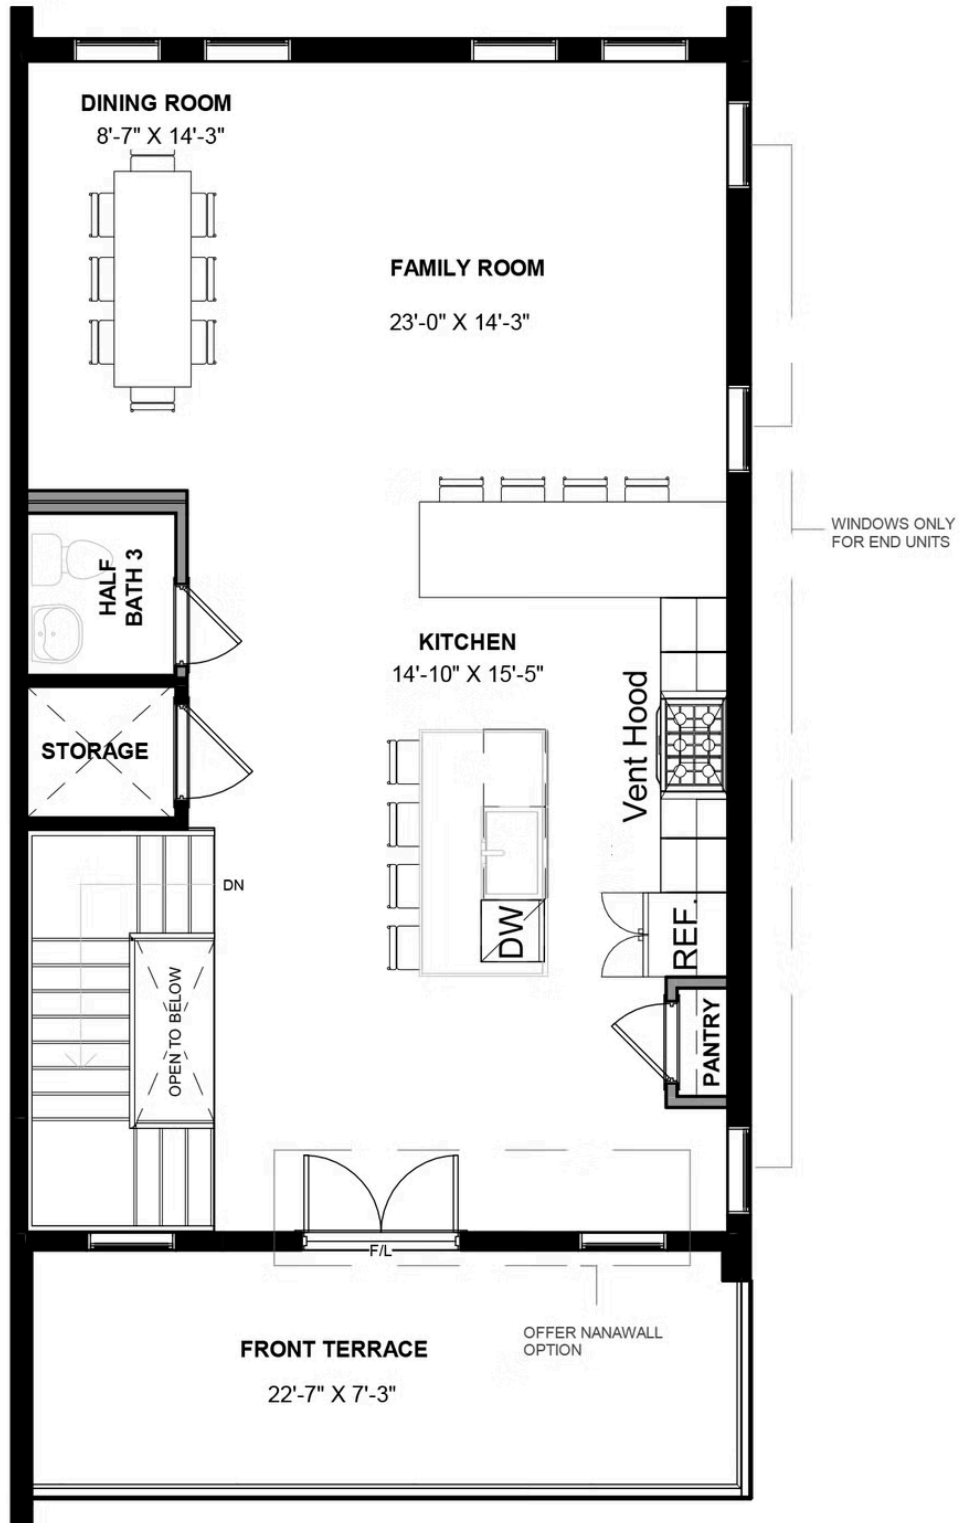 DINING ROOM
8'-7" X 14'-3"
FAMILY ROOM
23'-0" X 14'-3"
WINDOWS ONLY
FOR END UNITS
HALF
BATH 3
KITCHEN
14'-10" X 15'-5"
Vent Hood
STORAGE
DN
DW
REF.
OPEN TO BELOW
PANTRY
F/L
OFFER NANAWALL
OPTION
FRONT TERRACE
22'-7" X 7'-3"